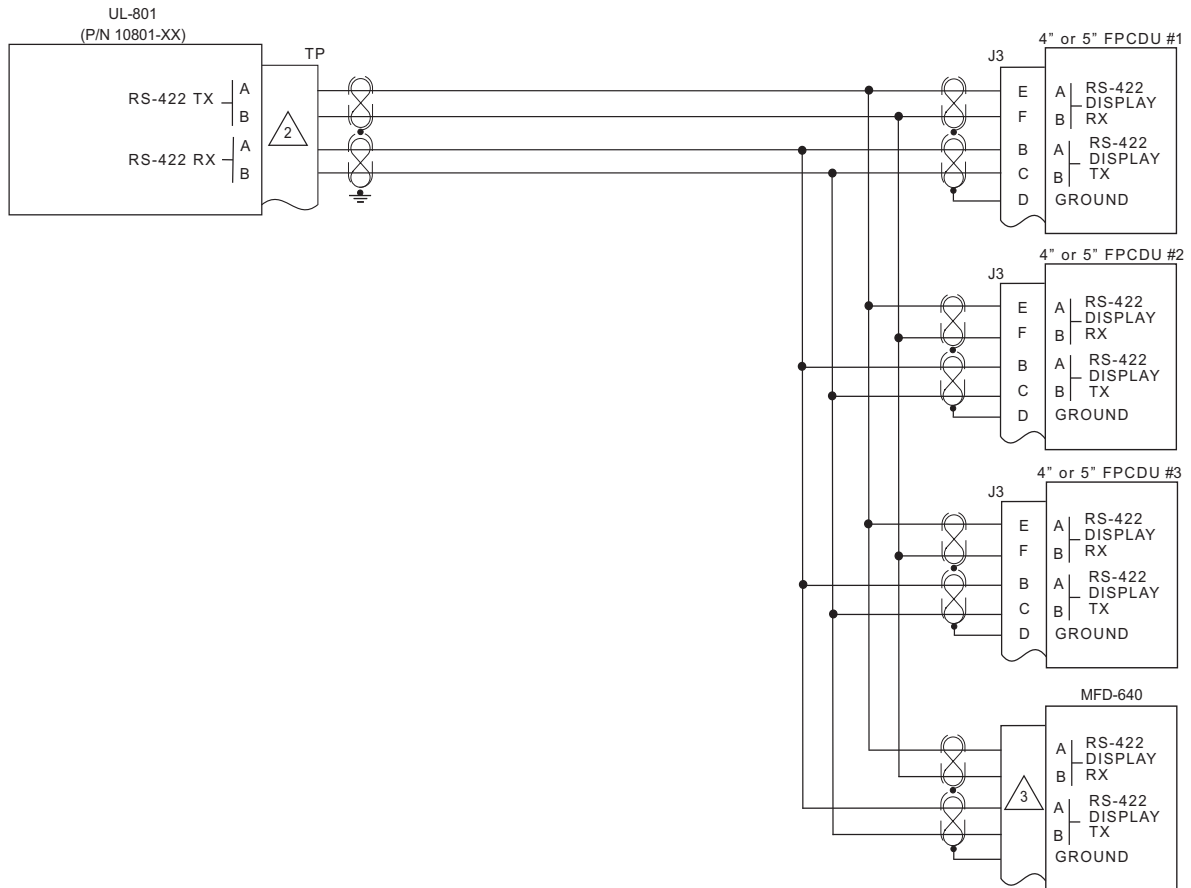 UL-801
(P/N 10801-XX)
TP
RS-422 TX
A
B
RS-422 RX
A
B
2
4” or 5” FPCDU #1
J3
E
F
B
C
D
A
B
RS-422
DISPLAY
RX
A
B
RS-422
DISPLAY
TX
GROUND
4” or 5” FPCDU #2
J3
E
F
B
C
D
A
B
RS-422
DISPLAY
RX
A
B
RS-422
DISPLAY
TX
GROUND
4” or 5” FPCDU #3
J3
E
F
B
C
D
A
B
RS-422
DISPLAY
RX
A
B
RS-422
DISPLAY
TX
GROUND
MFD-640
3
A
B
RS-422
DISPLAY
RX
A
B
RS-422
DISPLAY
TX
GROUND